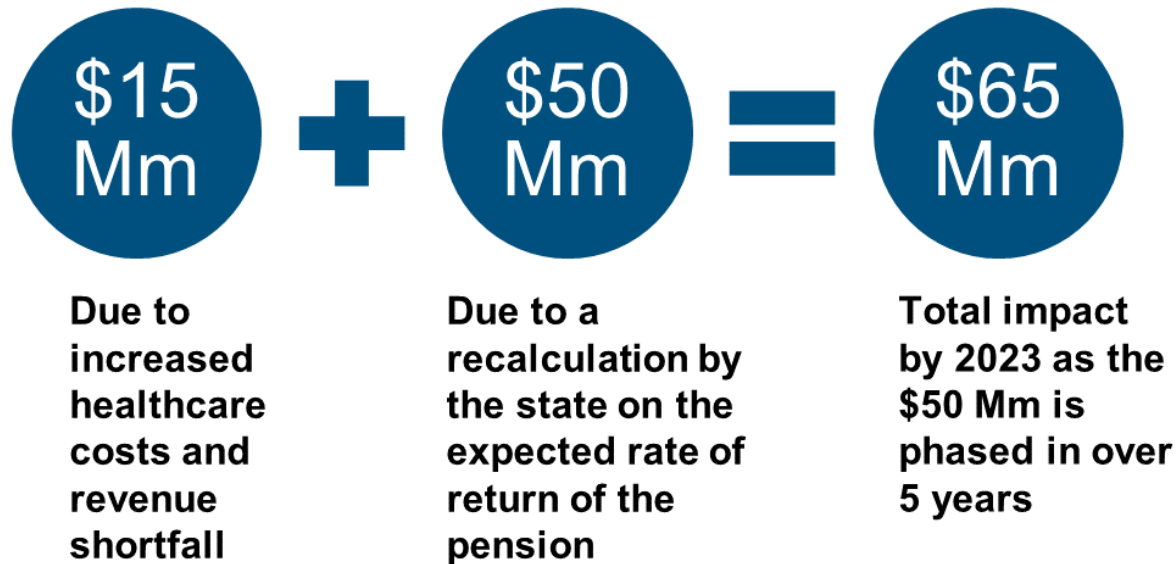 $15
Mm
+
$50
Mm
=
$65
Mm
Due to
increased
healthcare
costs and
revenue
shortfall
Due to a
recalculation by
the state on the
expected rate of
return of the
pension
Total impact
by 2023 as the
$50 Mm is
phased in over
5 years